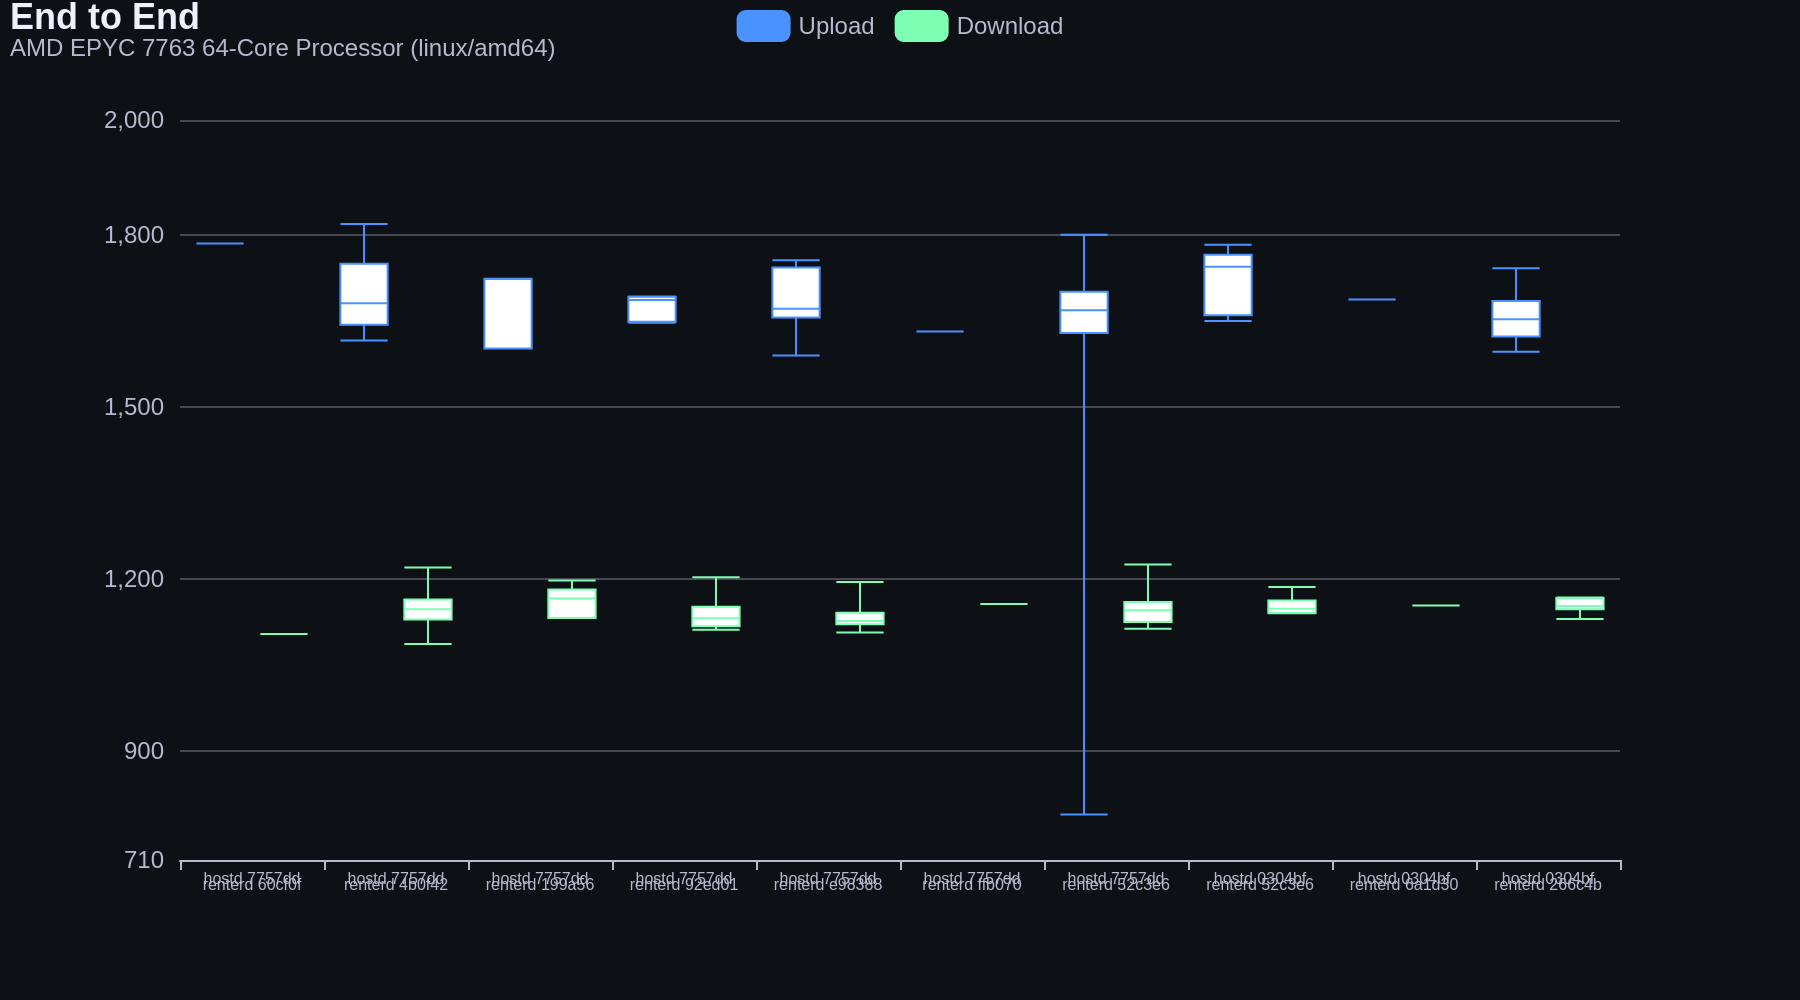 End to End
AMD EPYC 7763 64-Core Processor (linux/amd64)
Upload
Download
2,000
1,800
1,500
1,200
900
710
hostd 7757dd
renterd 60cf0f
hostd 7757dd
renterd 4b0f42
hostd 7757dd
renterd 199a56
hostd 7757dd
renterd 92ed01
hostd 7757dd
renterd e983b8
hostd 7757dd
renterd ffb070
hostd 7757dd
renterd 52c3e6
hostd 0304bf
renterd 52c3e6
hostd 0304bf
renterd 6a1d30
hostd 0304bf
renterd 266c4b